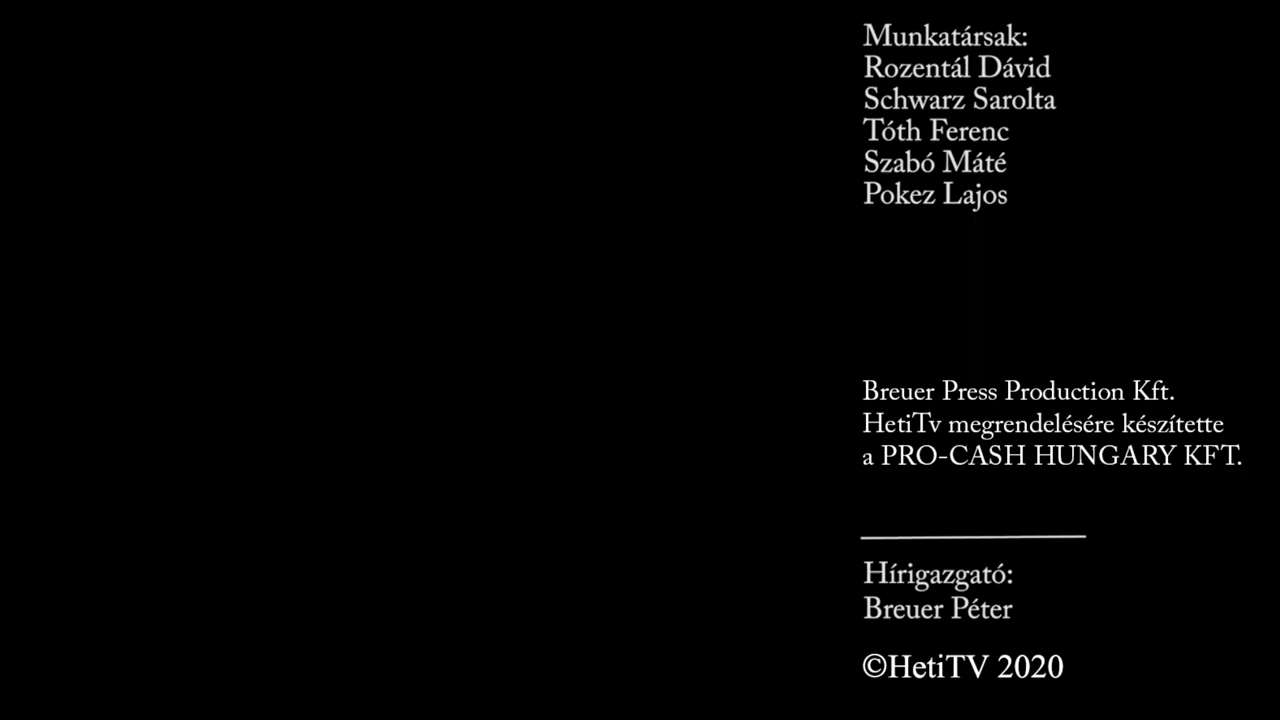 Munkatársak:
Rozentál Dávid
Schwarz Sarolta
Tóth Ferenc
Szabó Máté
Pokez Lajos
Breuer Press Production Kft.
HetiTv megrendelésére készítette
a PRO-CASH HUNGARY KFT.
Hírigazgató:
Breuer Péter
©HetiTV 2020